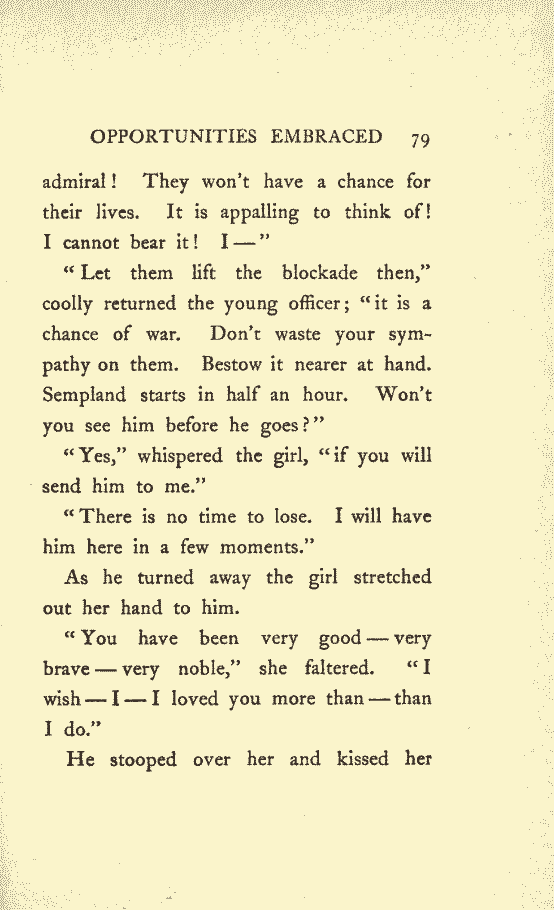 OPPORTUNITIES EMBRACED 79
admiral! They won't have a chance for
their lives. It is appalling to think of!
I cannot bear it! I—"
"Let them lift the blockade then,"
coolly returned the young officer; "it is a
chance of war. Don't waste your sym-
pathy on them. Bestow it nearer at hand.
Sempland starts in half an hour. Won't
you see him before he goes?"
"Yes," whispered the girl, "if you will
send him to me."
"There is no time to lose. I will have
him here in a few moments."
As he turned away the girl stretched
out her hand to him.
"You have been very good—very
brave—very noble," she faltered. "I
wish—I—I loved you more than—than
I do."
He stooped over her and kissed her